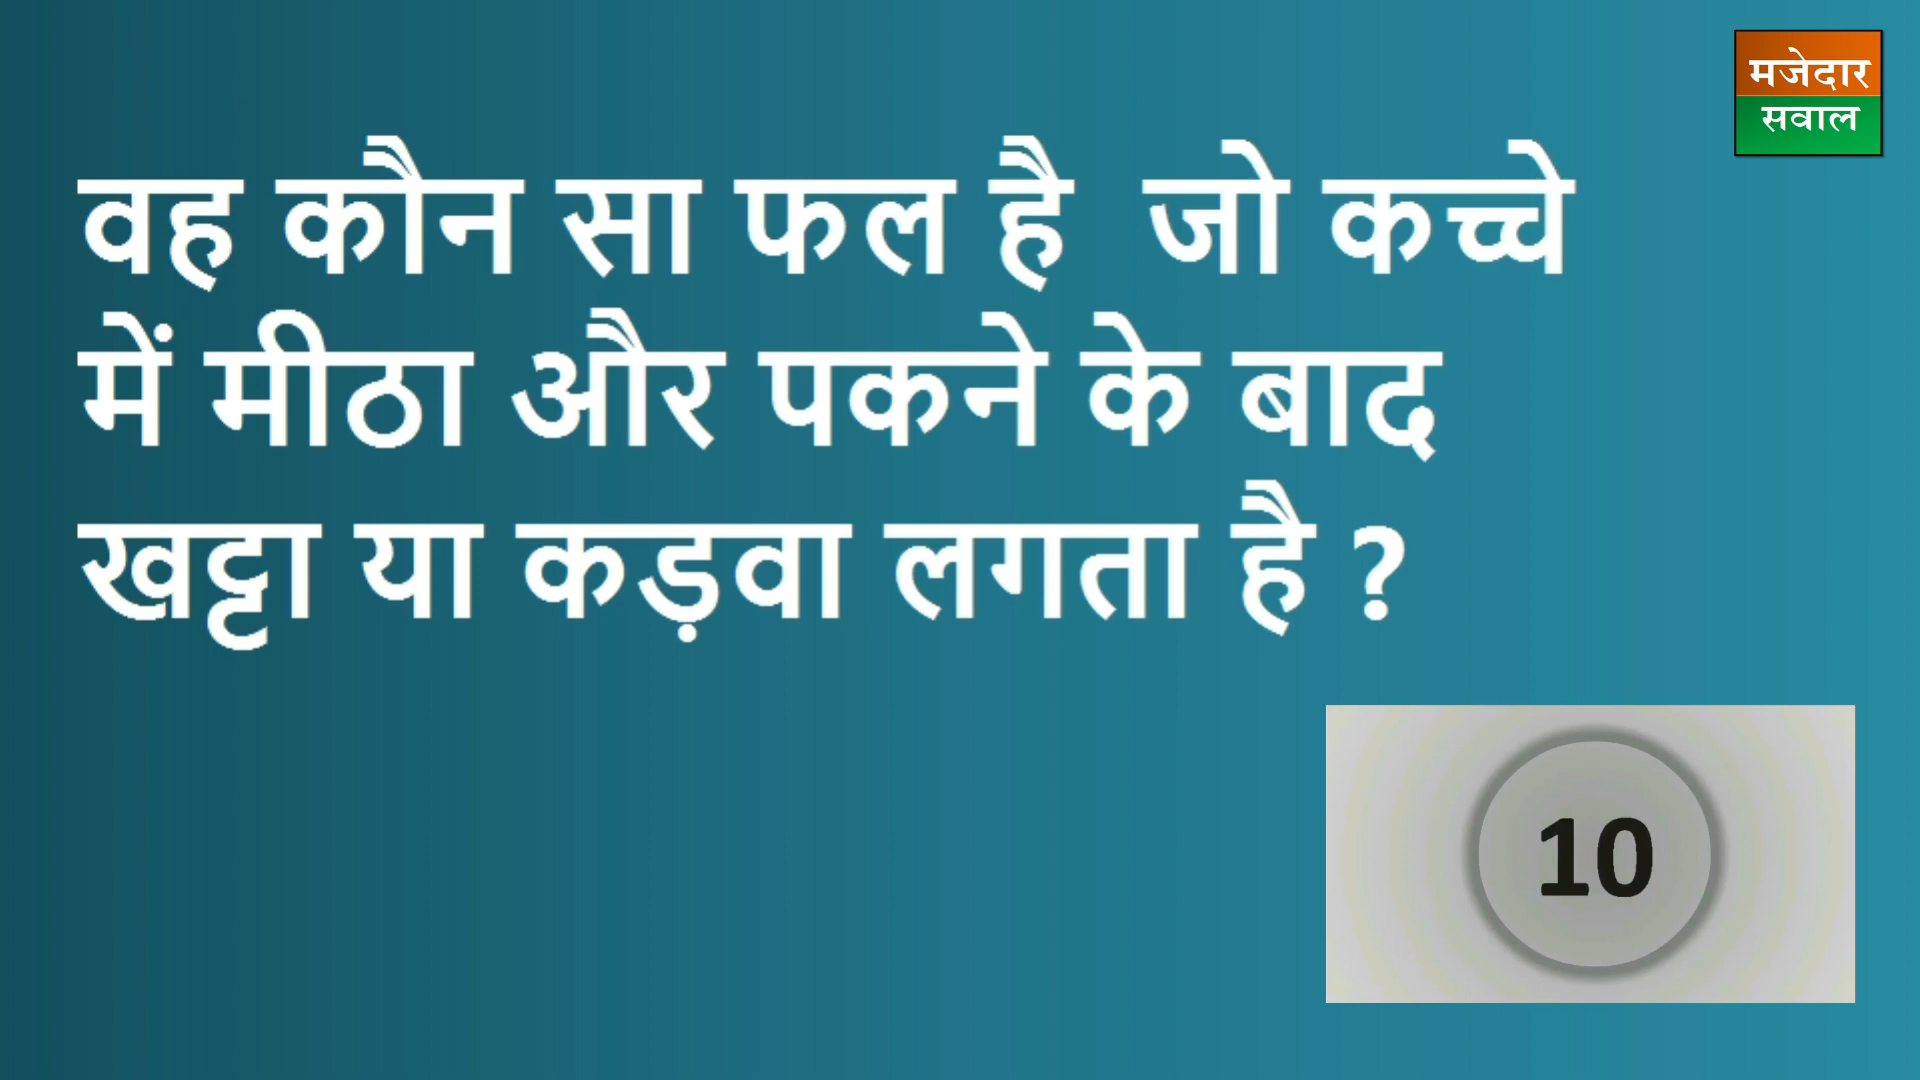 मजेदार
सवाल
वह कौन सा फल है जो कच्चे
में मीठा और पकने के बाद
खट्टा या कड़वा लगता है ?
10